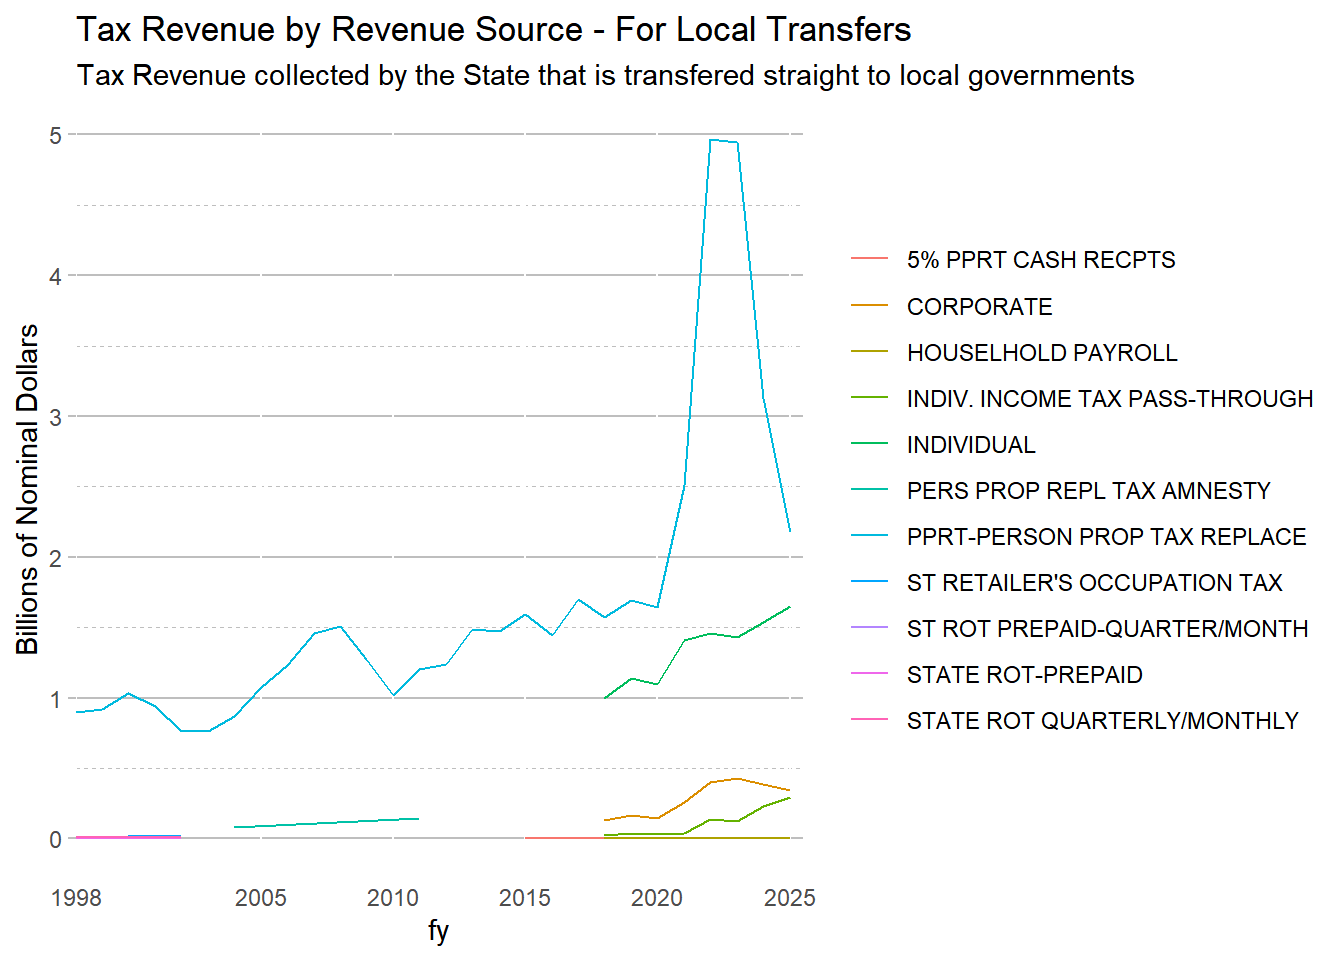 Tax Revenue by Revenue Source - For Local Transfers
Tax Revenue collected by the State that is transfered straight to local governments
Billions of Nominal Dollars
5
4
3
2
1
0
1998 2005 2010 2015 2020 2025
fy
5% PPRT CASH RECPTS
CORPORATE
HOUSELHOLD PAYROLL
INDIV. INCOME TAX PASS-THROUGH
INDIVIDUAL
PERS PROP REPL TAX AMNESTY
PPRT-PERSON PROP TAX REPLACE
ST RETAILER'S OCCUPATION TAX
ST ROT PREPAID-QUARTER/MONTH
STATE ROT-PREPAID
STATE ROT QUARTERLY/MONTHLY